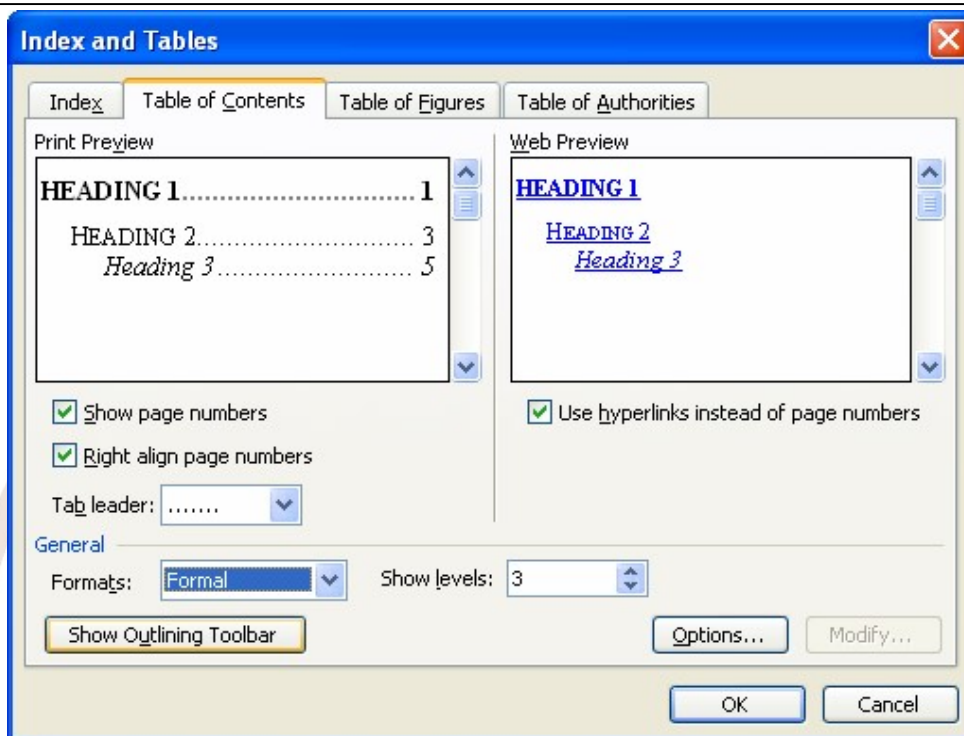 Index and Tables
Index
Table of Contents
Table of Figures
Table of Authorities
Print Preview
HEADING 1.................................... 1
HEADING 2.................................. 3
Heading 3.............................. 5
Web Preview
HEADING 1
HEADING 2
Heading 3
Show page numbers
Right align page numbers
Tab leader: .......
Use hyperlinks instead of page numbers
General
Formats: Formal
Show levels: 3
Show Outlining Toolbar
Options...
Modify...
OK
Cancel